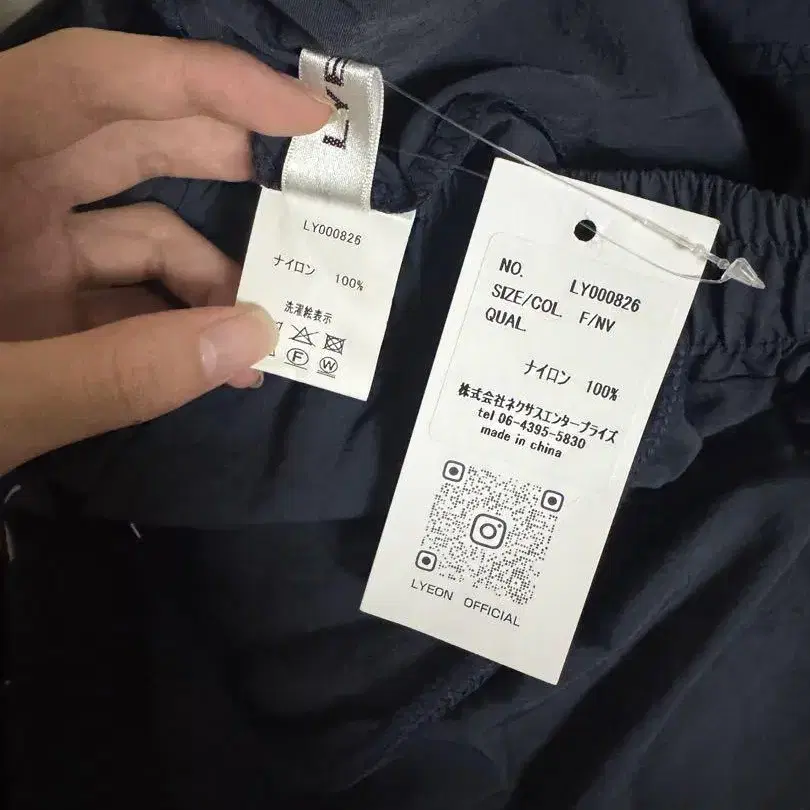 LYE
LY000826
ナイロン 100%
洗濯絵表示
F W
NO. LY000826
SIZE/COL. F/NV
QUAL.
ナイロン 100%
株式会社ネクサスエンタープライズ
tel 06-4395-5830
made in china
LYEON OFFICIAL